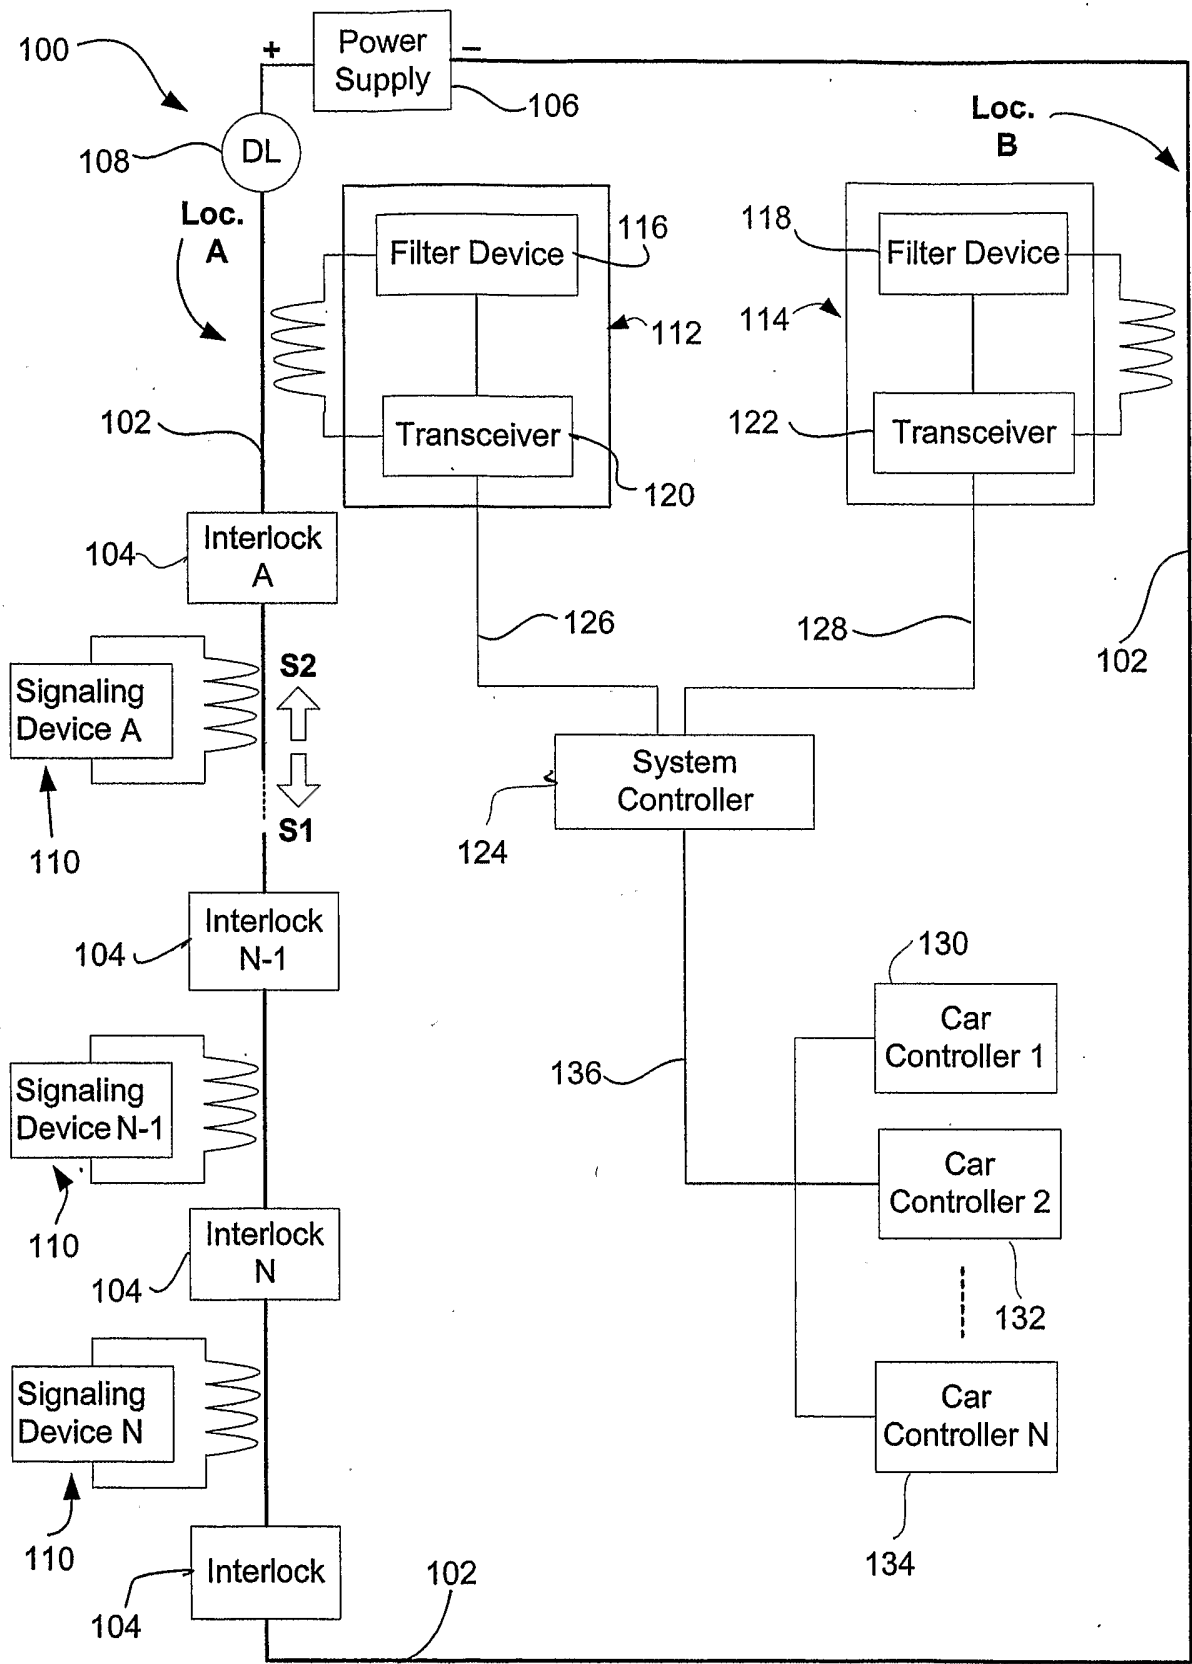 100
+
Power
Supply
–
106
Loc.
B
108
DL
Loc.
A
Filter Device
116
118
Filter Device
112
114
102
Transceiver
120
122
Transceiver
104
Interlock
A
126
128
102
Signaling
Device A
S2
S1
110
System
Controller
124
104
Interlock
N-1
130
Car
Controller 1
136
Signaling
Device N-1
110
Car
Controller 2
132
104
Interlock
N
Signaling
Device N
110
Car
Controller N
134
104
Interlock
102